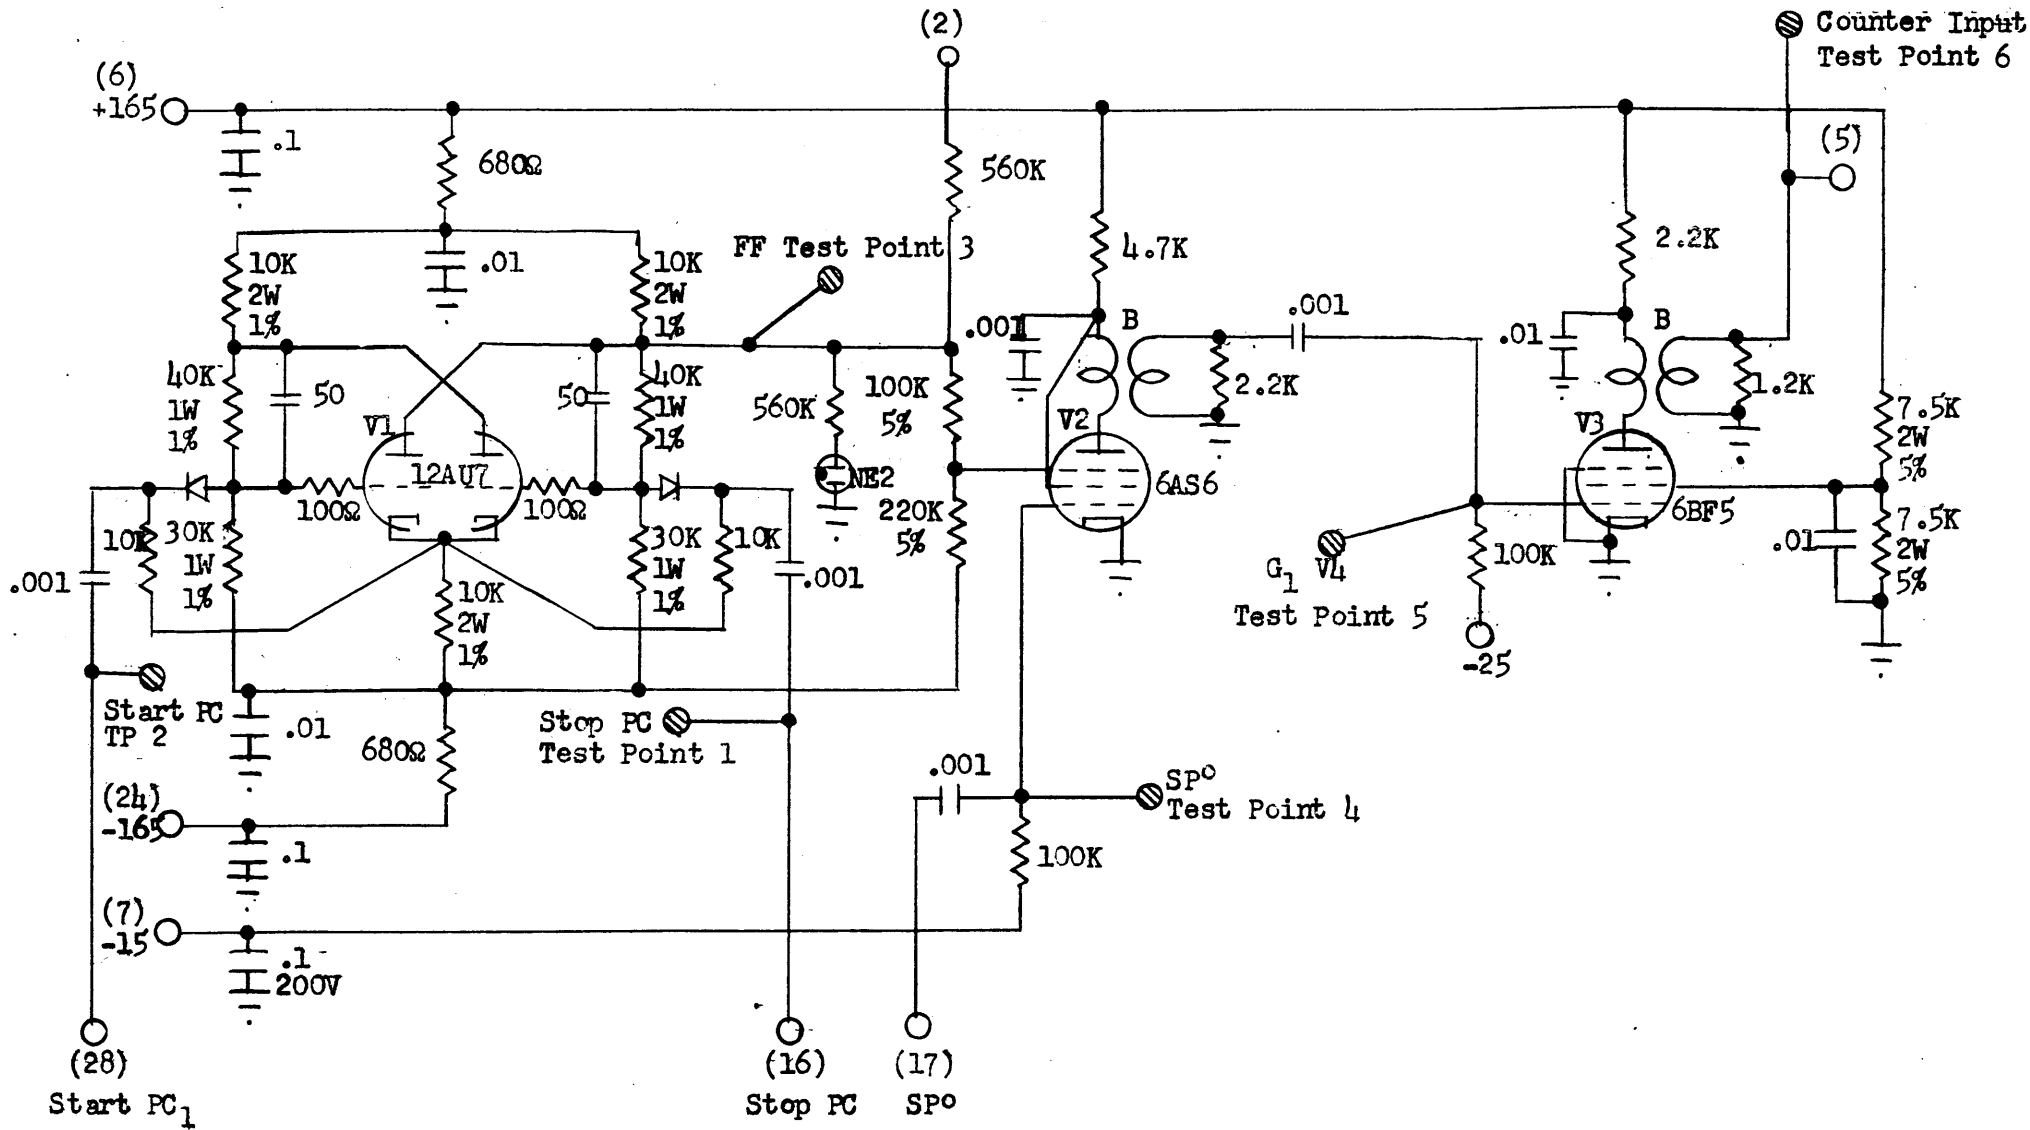 (2)
Counter Input
Test Point 6
(6)
+165
.1
680Ω
560K
(5)
FF Test Point 3
4.7K
2.2K
10K
2W
1%
.01
10K
2W
1%
.001
B
.001
.01
B
40K
1W
1%
50
50
40K
1W
1%
560K
100K
5%
2.2K
1.2K
7.5K
2W
5%
V1
12AU7
V2
6AS6
V3
6BF5
NE2
100Ω
100Ω
220K
5%
7.5K
2W
5%
.01
10K
30K
1W
1%
30K
1W
1%
10K
.001
.001
10K
2W
1%
G1 V4
Test Point 5
100K
-25
Start PC
TP 2
.01
680Ω
Stop PC
Test Point 1
.001
SPº
Test Point 4
(24)
-165
.1
100K
(7)
-15
.1
200V
(28)
Start PC1
(16)
Stop PC
(17)
SPº